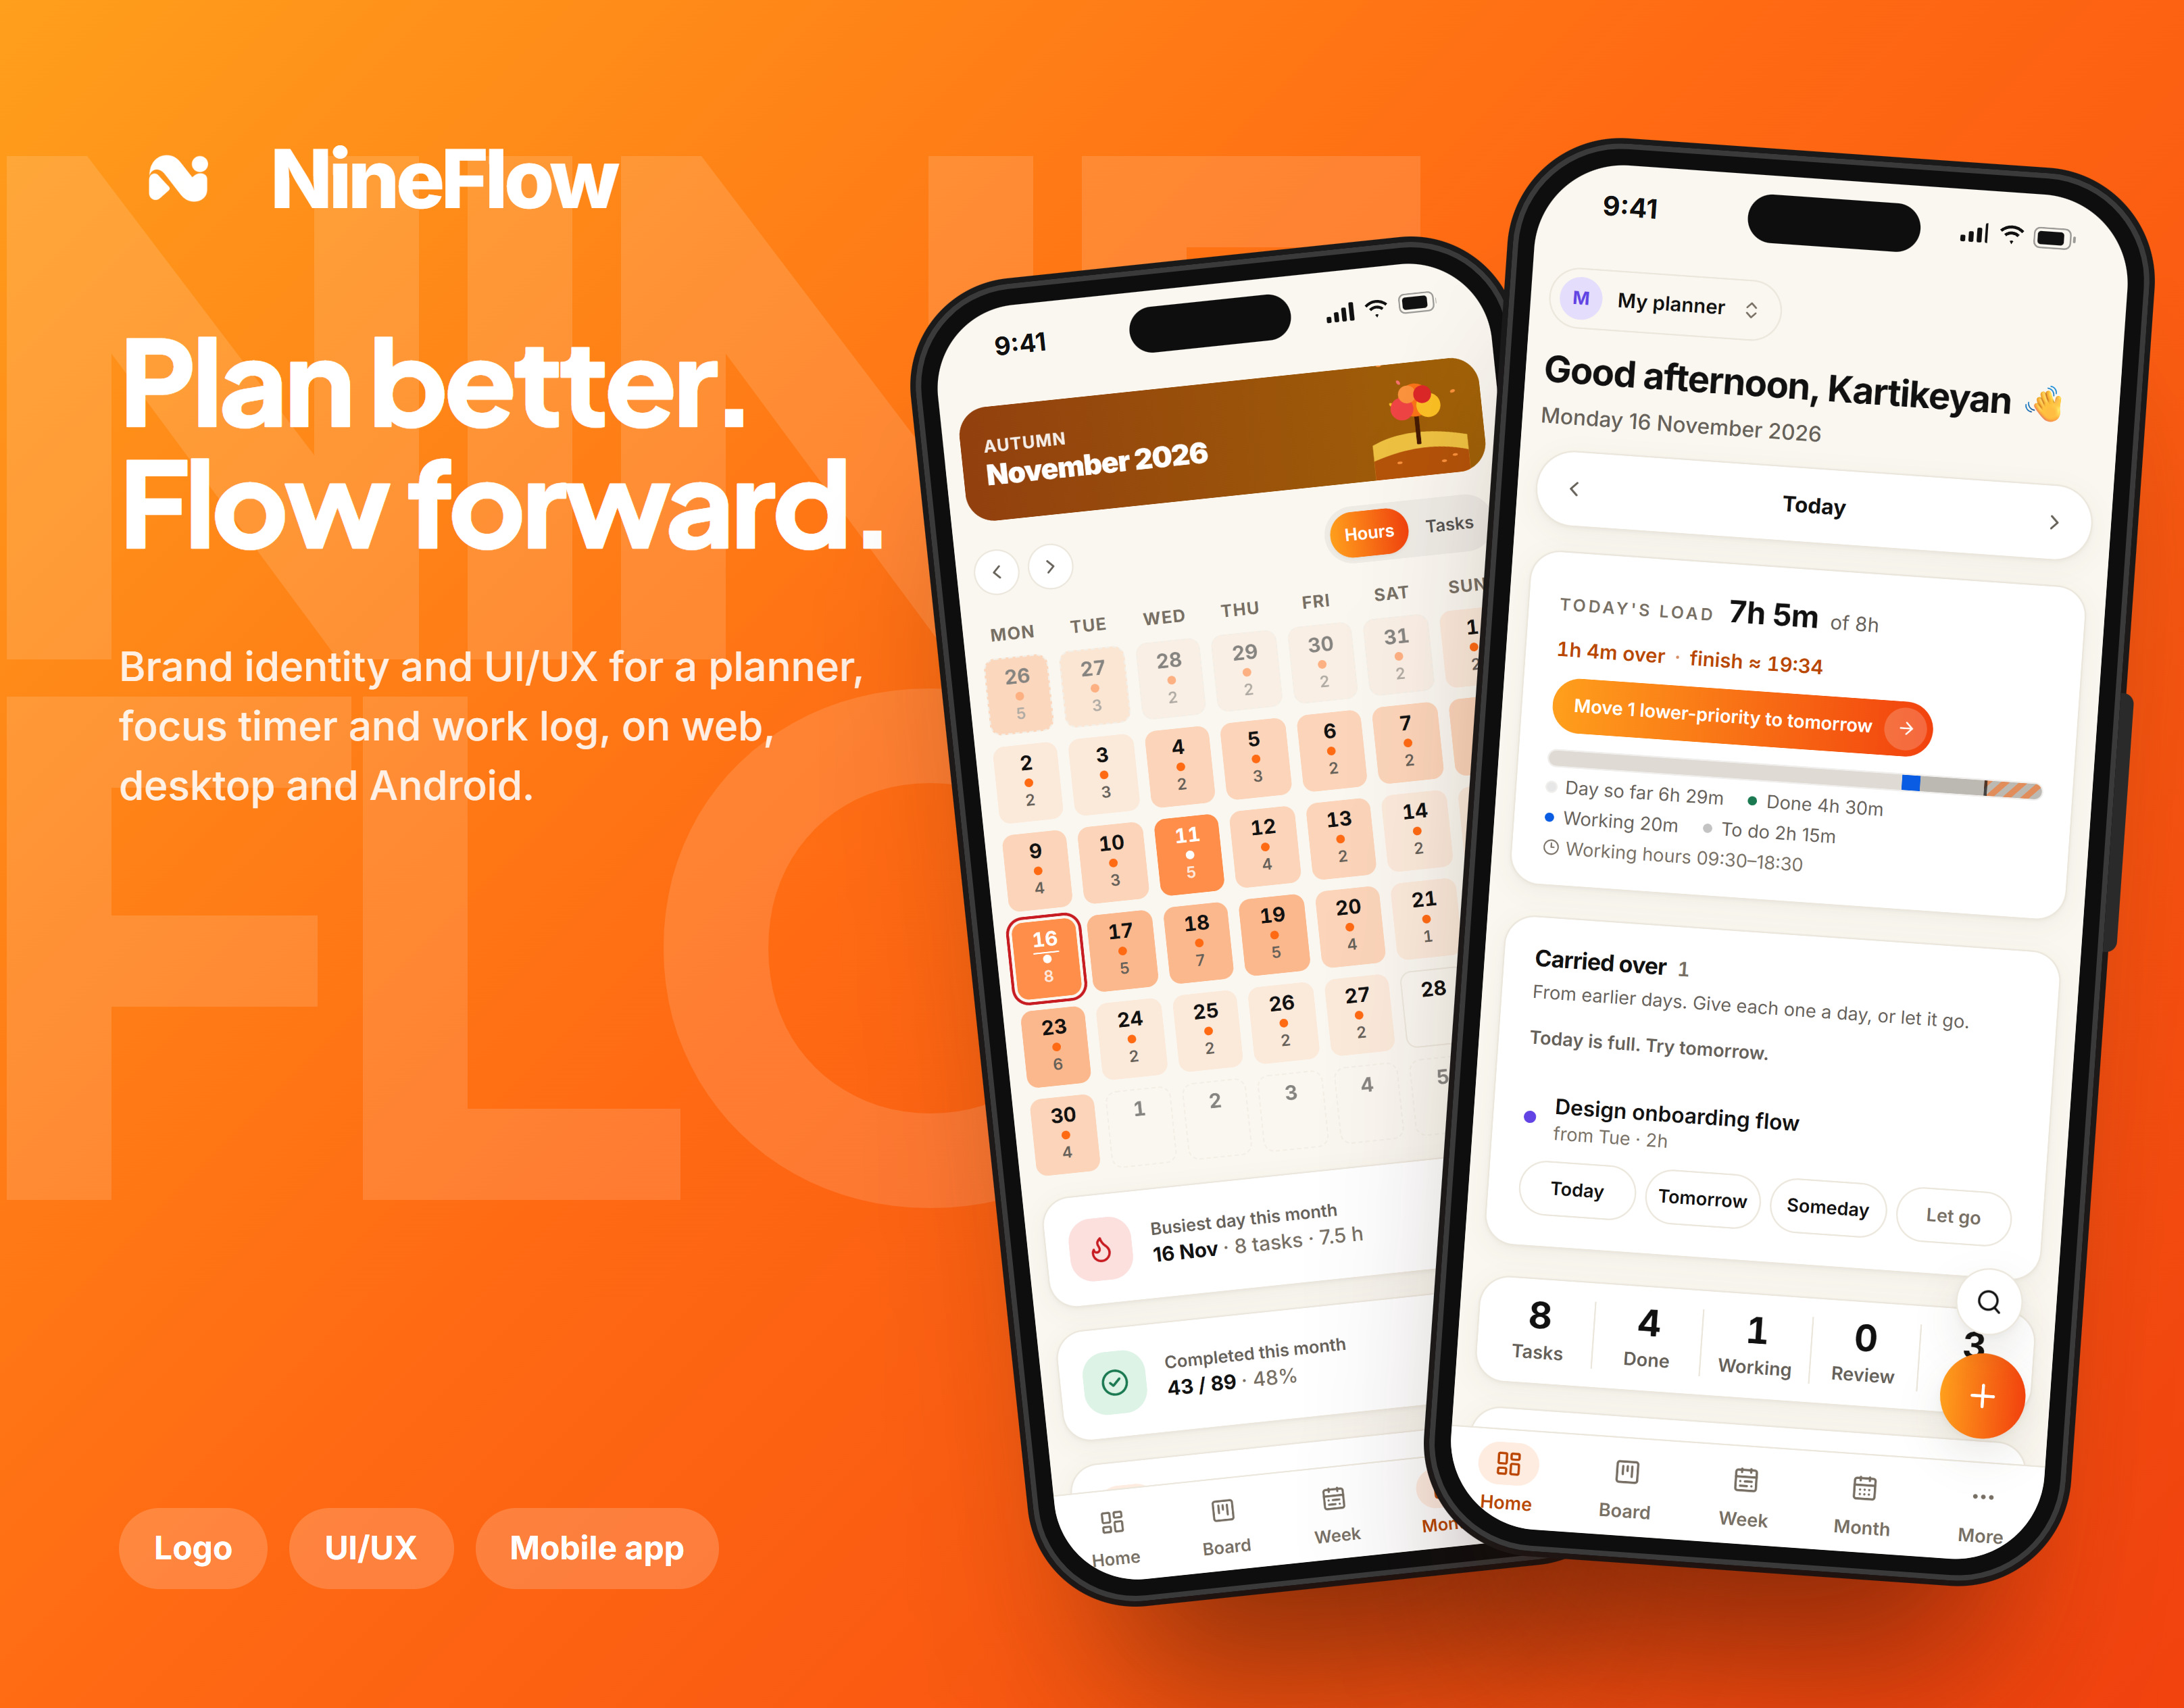 NINE
FLO
NineFlow
Plan better.
Flow forward.
Brand identity and UI/UX for a planner,
focus timer and work log, on web,
desktop and Android.
Logo
UI/UX
Mobile app
9:41
AUTUMN
November 2026
Hours Tasks
MON TUE WED THU FRI SAT SUN
26 27 28 29 30 31 1
5 3 2 2 2 2 2
2 3 4 5 6 7
2 3 2 3 2 2
9 10 11 12 13 14
4 3 5 4 2 2
16 17 18 19 20 21
8 5 7 5 4 1
23 24 25 26 27 28
6 2 2 2 2
30 1 2 3 4 5
4
Busiest day this month
16 Nov · 8 tasks · 7.5 h
Completed this month
43 / 89 · 48%
Home Board Week Mon
9:41
M My planner
Good afternoon, Kartikeyan 👋
Monday 16 November 2026
Today
TODAY'S LOAD 7h 5m of 8h
1h 4m over · finish ≈ 19:34
Move 1 lower-priority to tomorrow
Day so far 6h 29m Done 4h 30m
Working 20m To do 2h 15m
Working hours 09:30–18:30
Carried over 1
From earlier days. Give each one a day, or let it go.
Today is full. Try tomorrow.
Design onboarding flow
from Tue · 2h
Today Tomorrow Someday Let go
8 4 1 0 3
Tasks Done Working Review
Home Board Week Month More